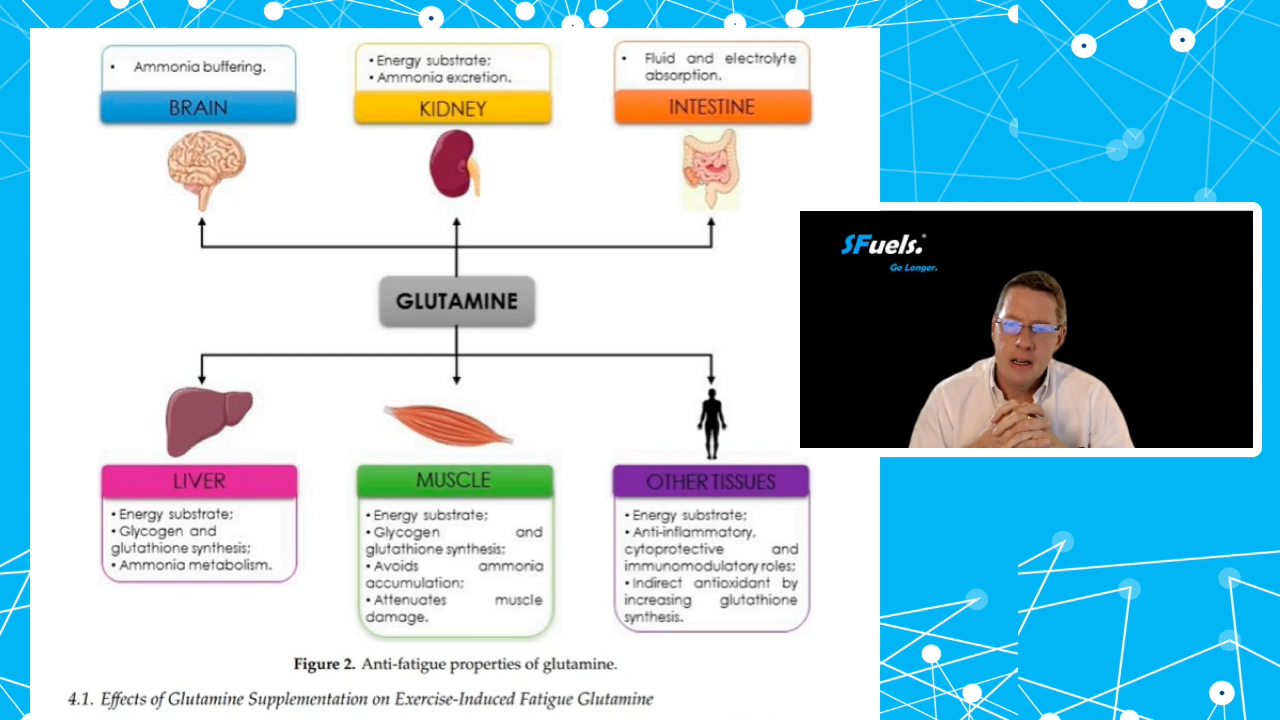 • Ammonia buffering.
BRAIN
• Energy substrate;
• Ammonia excretion.
KIDNEY
• Fluid and electrolyte
absorption.
INTESTINE
SFuels.®
Go Longer.
GLUTAMINE
LIVER
• Energy substrate;
• Glycogen and
glutathione synthesis;
• Ammonia metabolism.
MUSCLE
• Energy substrate;
• Glycogen and
glutathione synthesis;
• Avoids ammonia
accumulation;
• Attenuates muscle
damage.
OTHER TISSUES
• Energy substrate;
• Anti-inflammatory,
cytoprotective and
immunomodulatory roles;
• Indirect antioxidant by
increasing glutathione
synthesis.
Figure 2. Anti-fatigue properties of glutamine.
4.1. Effects of Glutamine Supplementation on Exercise-Induced Fatigue Glutamine